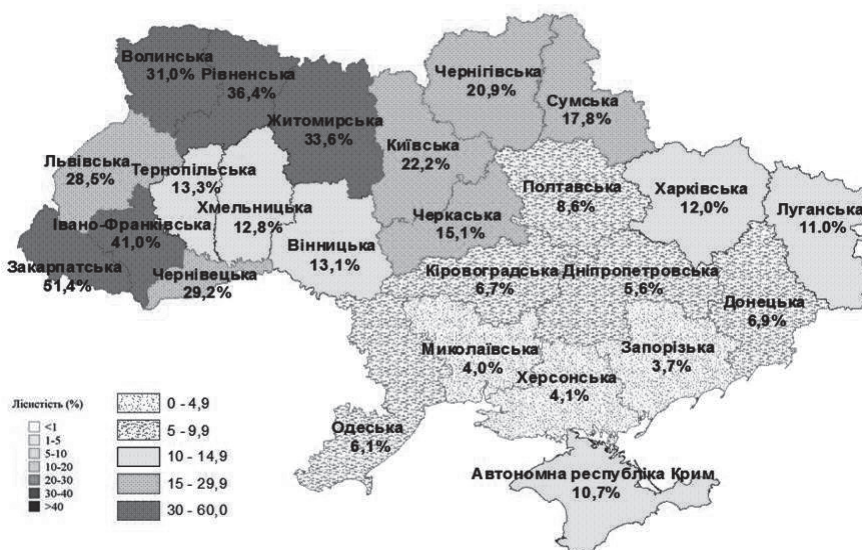 Волинська
31,0%
Рівненська
36,4%
Житомирська
33,6%
Чернігівська
20,9%
Сумська
17,8%
Київська
22,2%
Львівська
28,5%
Тернопільська
13,3%
Хмельницька
12,8%
Вінницька
13,1%
Черкаська
15,1%
Полтавська
8,6%
Харківська
12,0%
Луганська
11.0%
Івано-Франківська
41,0%
Закарпатська
51,4%
Чернівецька
29,2%
Кіровоградська
6,7%
Дніпропетровська
5,6%
Донецька
6,9%
Миколаївська
4,0%
Херсонська
4,1%
Запорізька
3,7%
Одеська
6,1%
Автономна республіка Крим
10,7%
Лісистість (%)
<1
1-5
5-10
10-20
20-30
30-40
>40
0 - 4,9
5 - 9,9
10 - 14,9
15 - 29,9
30 - 60,0